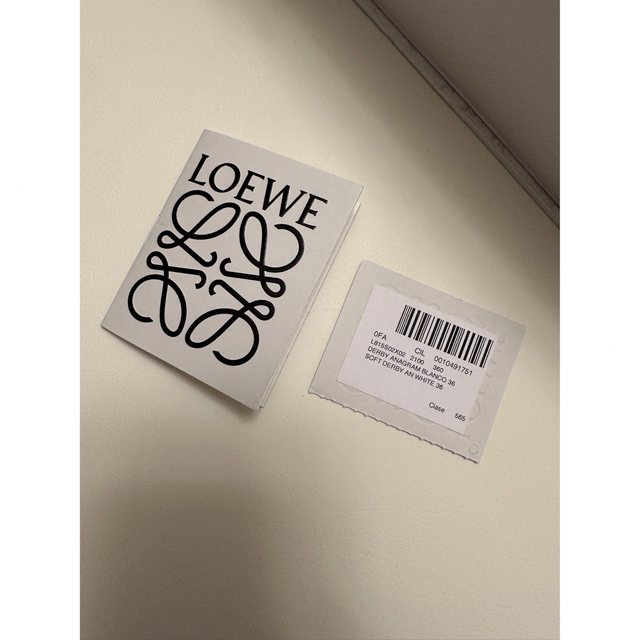 LOEWE
0FA CIL 0010491751
L815S02X02 2100 360
DERBY ANAGRAM BLANCO 36
SOFT DERBY AN WHITE 36
Clase 565